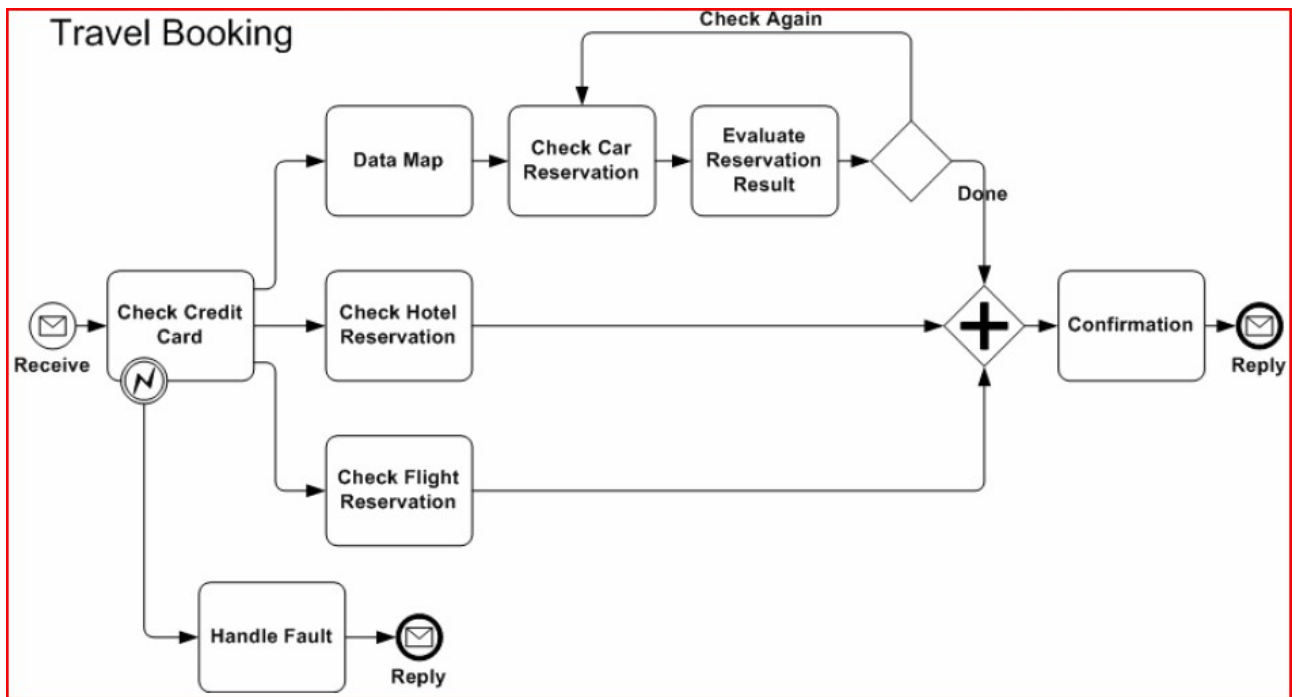 Travel Booking
Check Again
Data Map
Check Car
Reservation
Evaluate
Reservation
Result
Done
Check Credit
Card
Receive
Check Hotel
Reservation
Confirmation
Reply
Check Flight
Reservation
Handle Fault
Reply